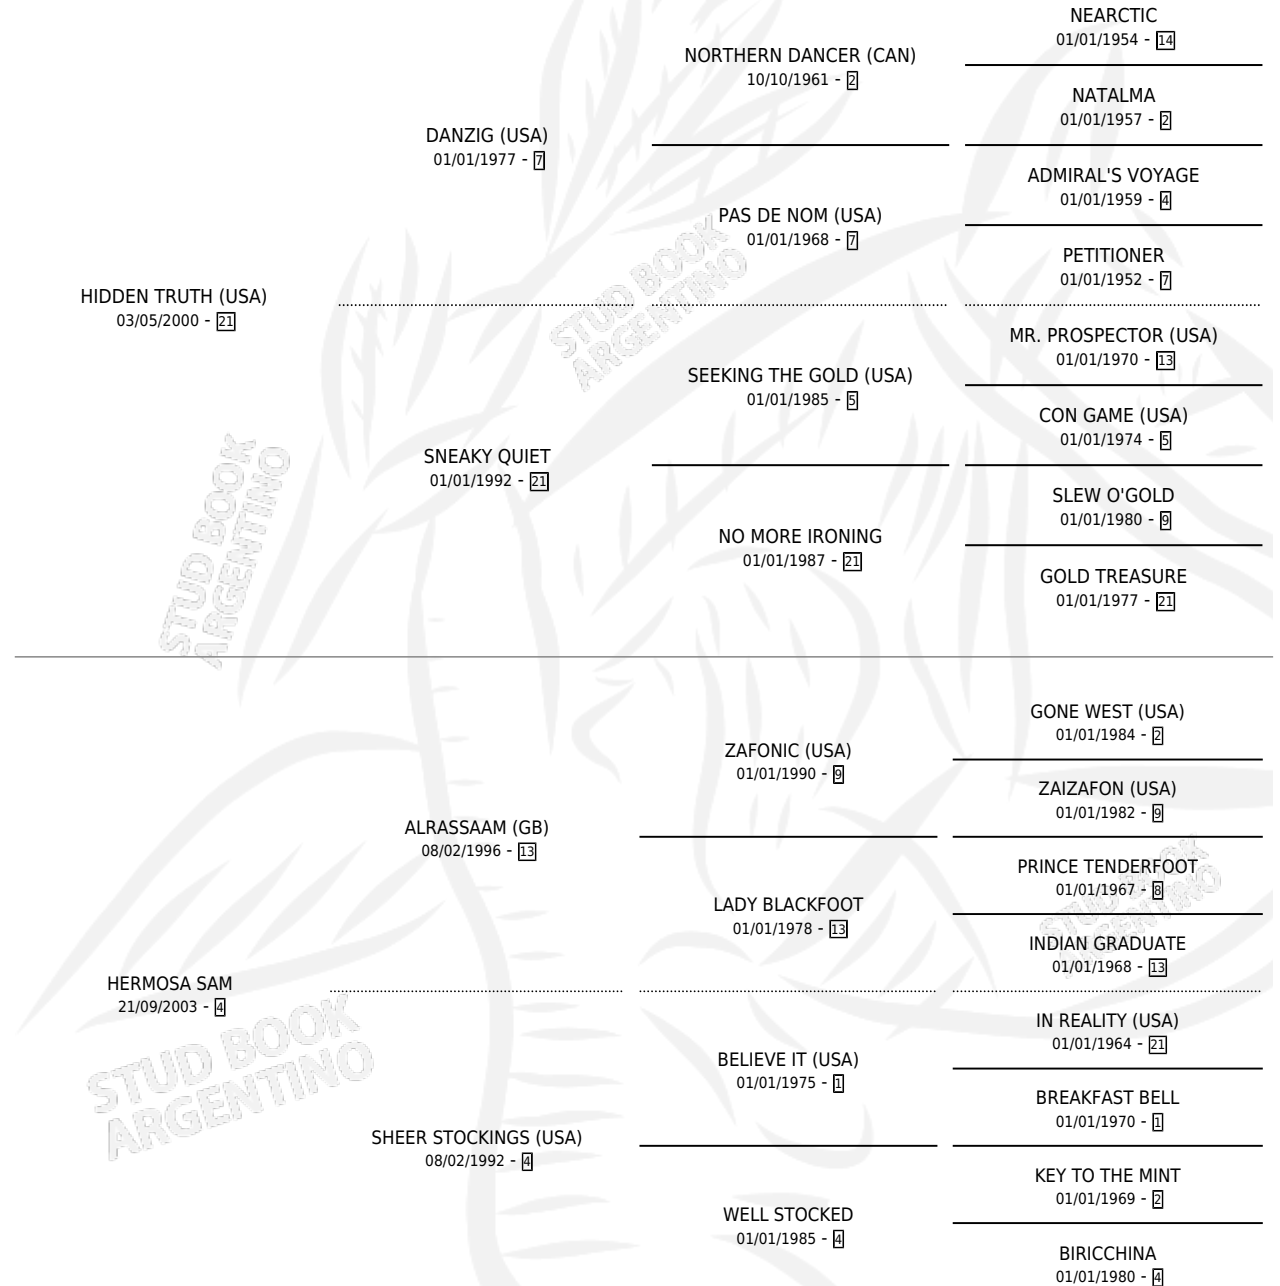 NEARCTIC
01/01/1954 - 14
NORTHERN DANCER (CAN)
10/10/1961 - 2
NATALMA
01/01/1957 - 2
DANZIG (USA)
01/01/1977 - 7
ADMIRAL'S VOYAGE
01/01/1959 - 4
PAS DE NOM (USA)
01/01/1968 - 7
PETITIONER
01/01/1952 - 7
HIDDEN TRUTH (USA)
03/05/2000 - 21
STUD BOOK
ARGENTINO
MR. PROSPECTOR (USA)
01/01/1970 - 13
SEEKING THE GOLD (USA)
01/01/1985 - 5
CON GAME (USA)
01/01/1974 - 5
SNEAKY QUIET
01/01/1992 - 21
SLEW O'GOLD
01/01/1980 - 9
NO MORE IRONING
01/01/1987 - 21
GOLD TREASURE
01/01/1977 - 21
STUD BOOK
ARGENTINO
GONE WEST (USA)
01/01/1984 - 2
ZAFONIC (USA)
01/01/1990 - 9
ZAIZAFON (USA)
01/01/1982 - 9
ALRASSAAM (GB)
08/02/1996 - 13
PRINCE TENDERFOOT
01/01/1967 - 8
LADY BLACKFOOT
01/01/1978 - 13
STUD BOOK
ARGENTINO
INDIAN GRADUATE
01/01/1968 - 13
HERMOSA SAM
21/09/2003 - 4
IN REALITY (USA)
01/01/1964 - 21
BELIEVE IT (USA)
01/01/1975 - 1
BREAKFAST BELL
01/01/1970 - 1
STUD BOOK
ARGENTINO
SHEER STOCKINGS (USA)
08/02/1992 - 4
KEY TO THE MINT
01/01/1969 - 2
WELL STOCKED
01/01/1985 - 4
BIRICCHINA
01/01/1980 - 4